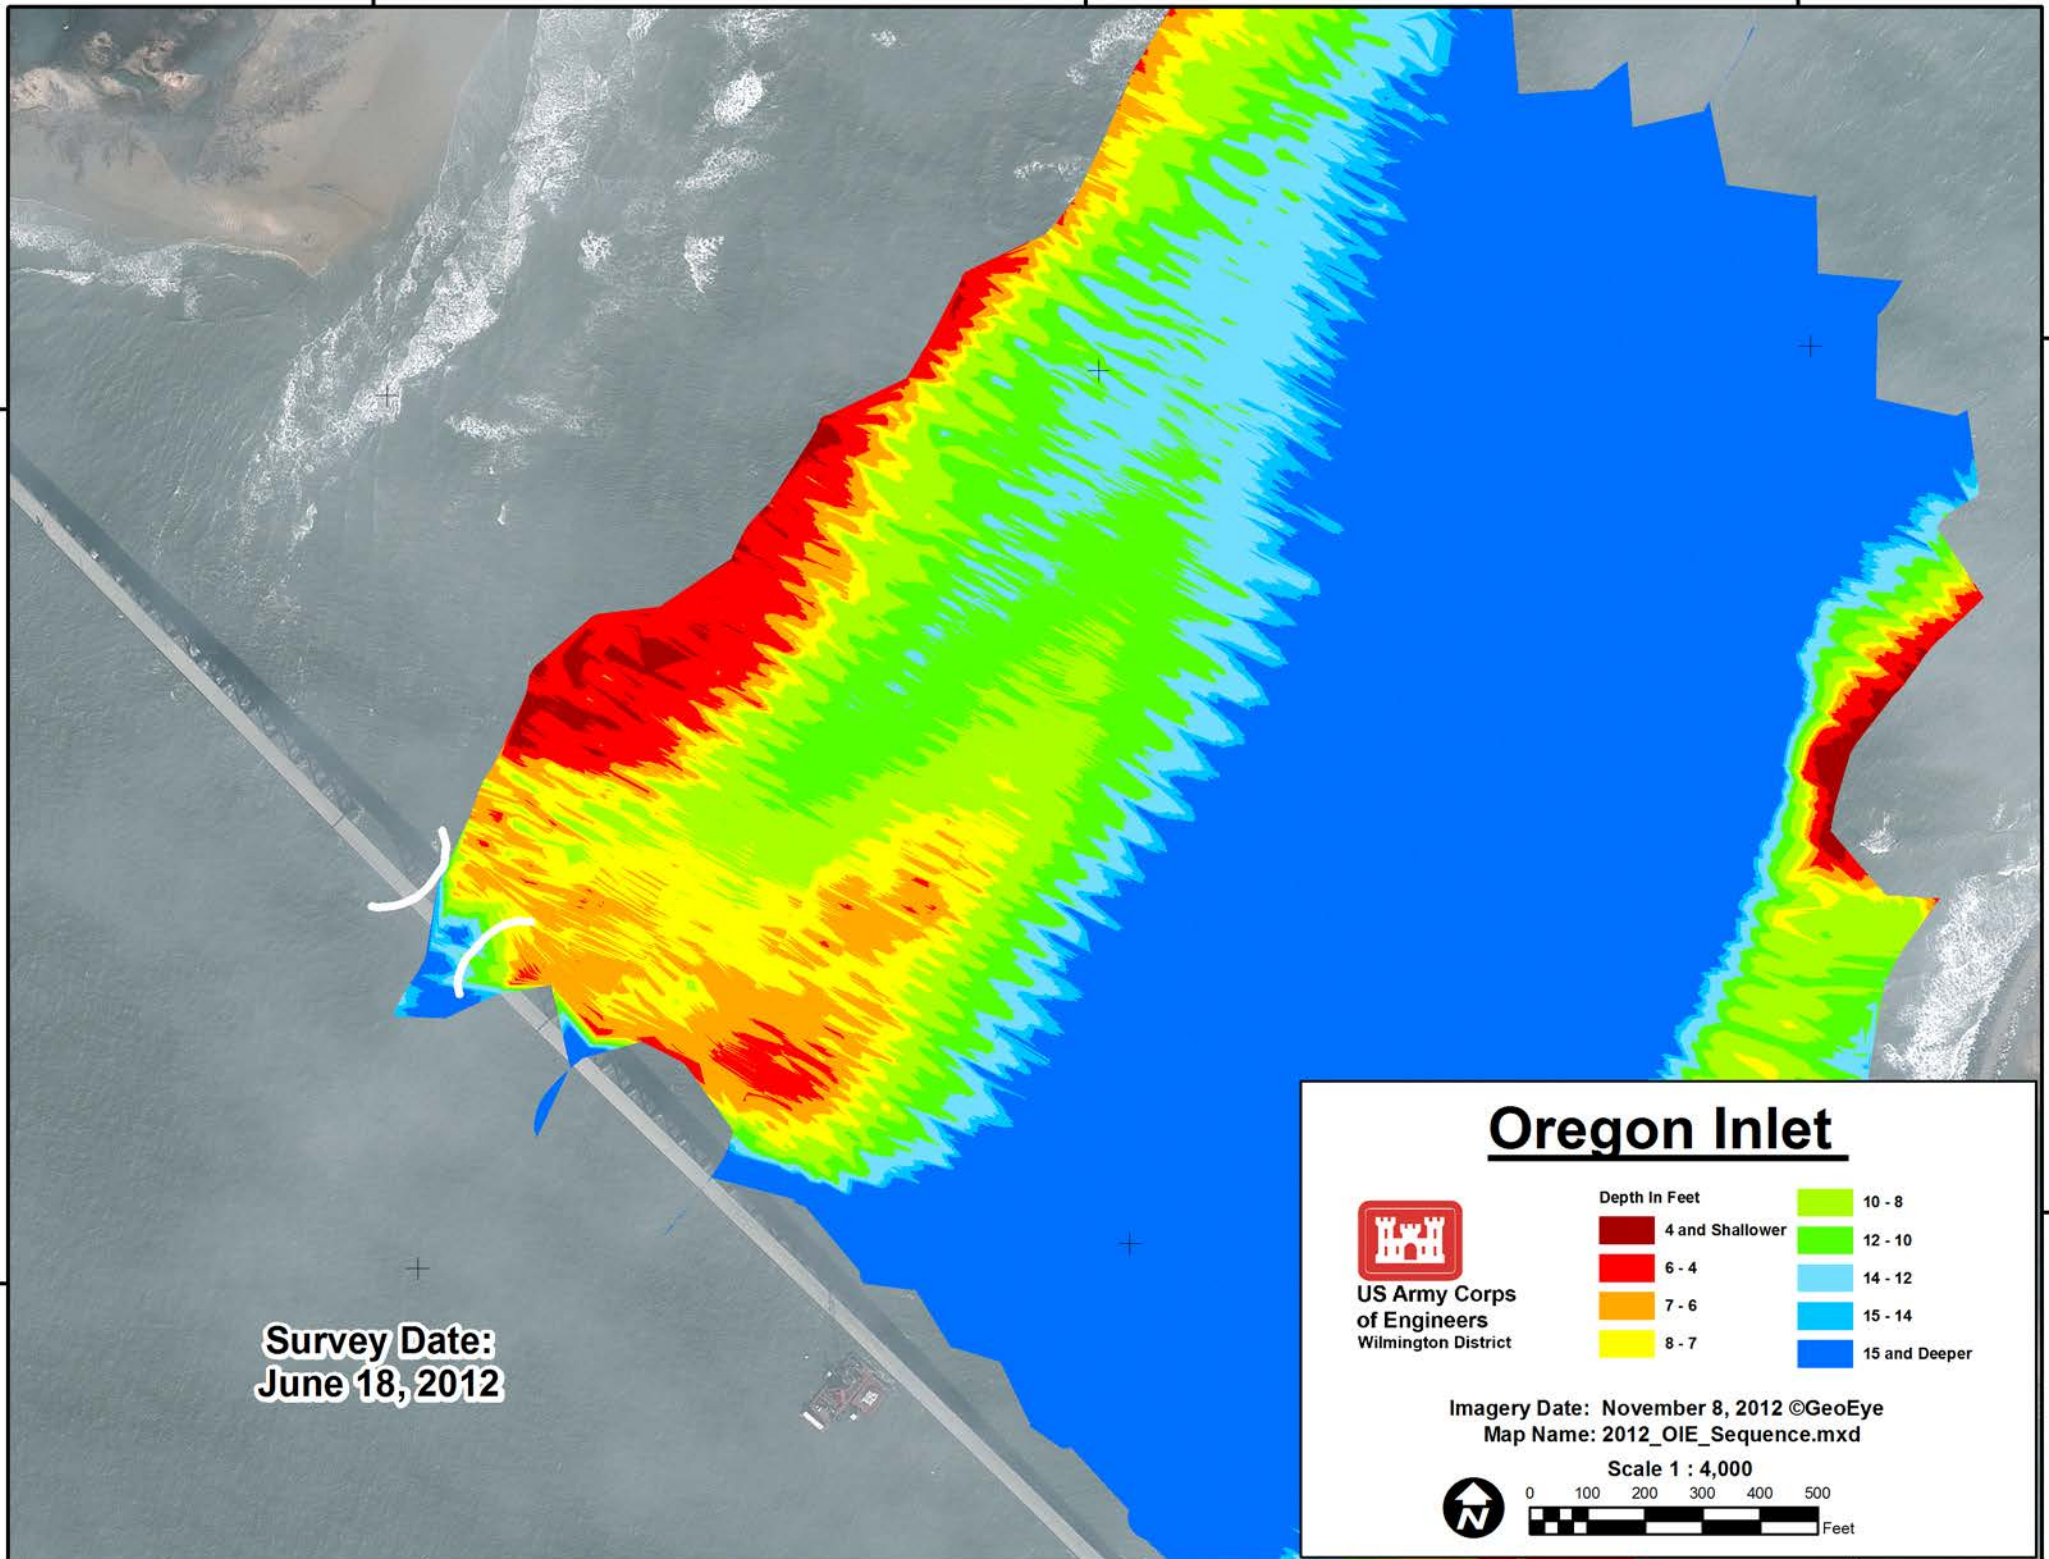 Survey Date:
June 18, 2012
Oregon Inlet
US Army Corps
of Engineers
Wilmington District
Depth In Feet
4 and Shallower
6 - 4
7 - 6
8 - 7
10 - 8
12 - 10
14 - 12
15 - 14
15 and Deeper
Imagery Date: November 8, 2012 ©GeoEye
Map Name: 2012_OIE_Sequence.mxd
Scale 1 : 4,000
N
0 100 200 300 400 500
Feet